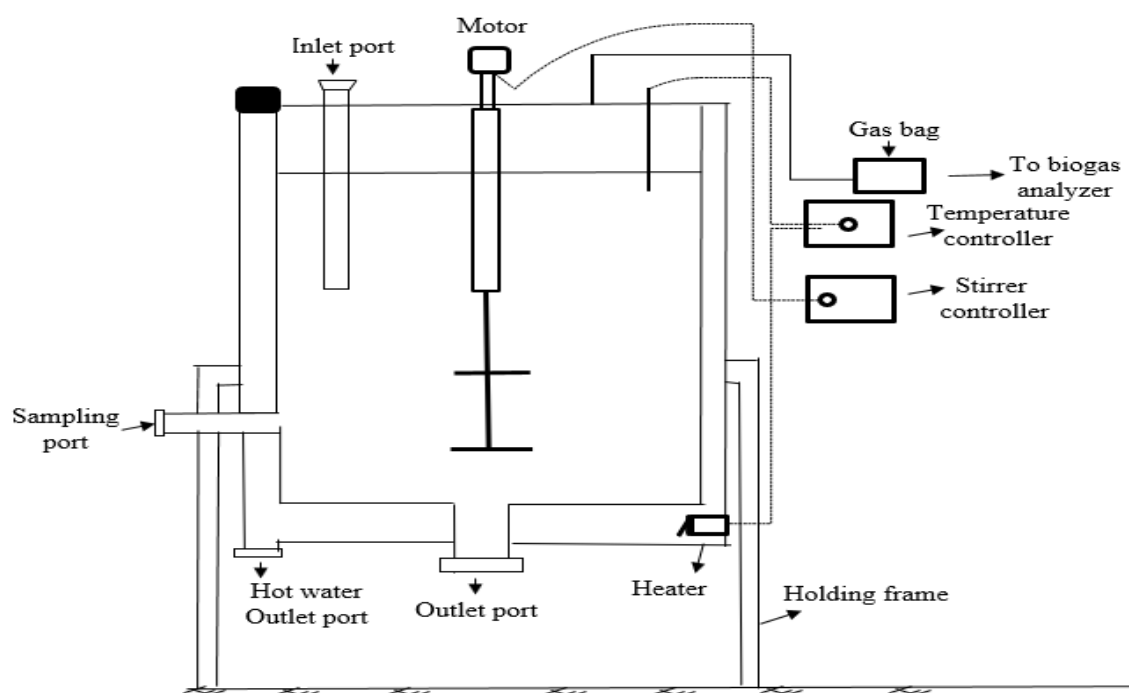 Motor
Inlet port
Gas bag
To biogas
analyzer
Temperature
controller
Stirrer
controller
Sampling
port
Hot water
Outlet port
Outlet port
Heater
Holding frame